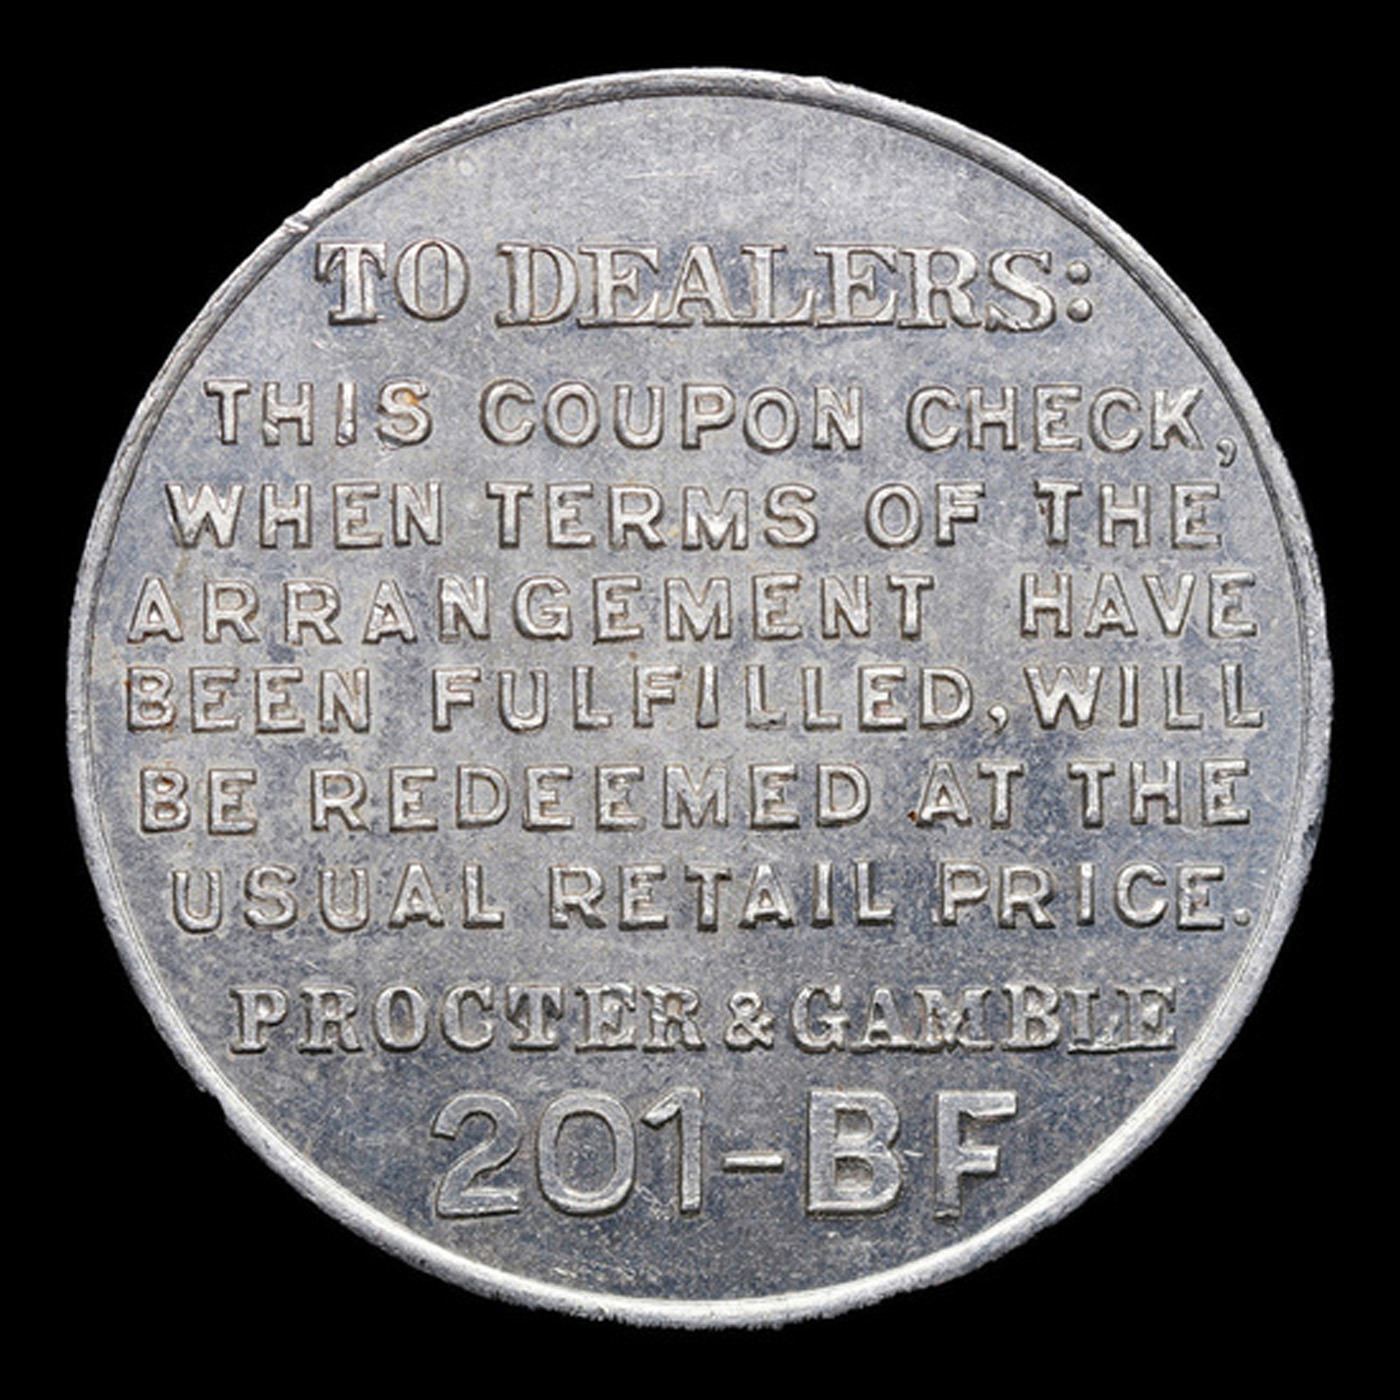 TO DEALERS:
THIS COUPON CHECK,
WHEN TERMS OF THE
ARRANGEMENT HAVE
BEEN FULFILLED, WILL
BE REDEEMED AT THE
USUAL RETAIL PRICE.
PROCTER & GAMBLE
201-BF